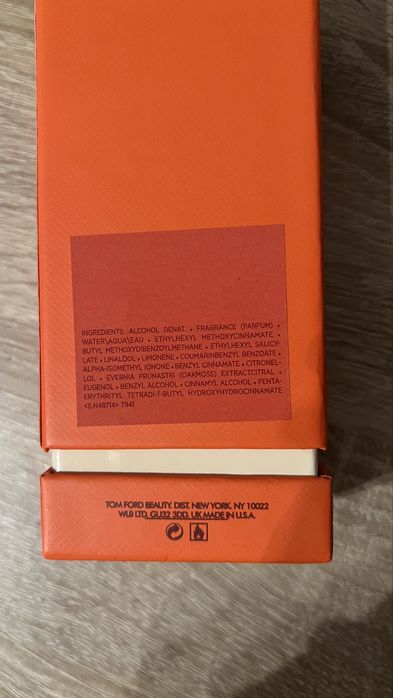 INGREDIENTS: ALCOHOL DENAT. • FRAGRANCE (PARFUM) •
WATER\AQUA\EAU • ETHYLHEXYL METHOXYCINNAMATE •
BUTYL METHOXYDIBENZOYLMETHANE • ETHYLHEXYL SALICY-
LATE • LINALOOL • LIMONENE • COUMARINBENZYL BENZOATE •
ALPHA-ISOMETHYL IONONE • BENZYL CINNAMATE • CITRONEL-
LOL • EVERNIA PRUNASTRI (OAKMOSS) EXTRACTCITRAL •
EUGENOL • BENZYL ALCOHOL • CINNAMYL ALCOHOL • PENTA-
ERYTHRITYL TETRADI-T-BUTYL HYDROXYHYDROCINNAMATE
<ILN48714> 7941
TOM FORD BEAUTY. DIST. NEW YORK, NY 10022
WLB LTD, GU32 3DD, UK MADE IN U.S.A.